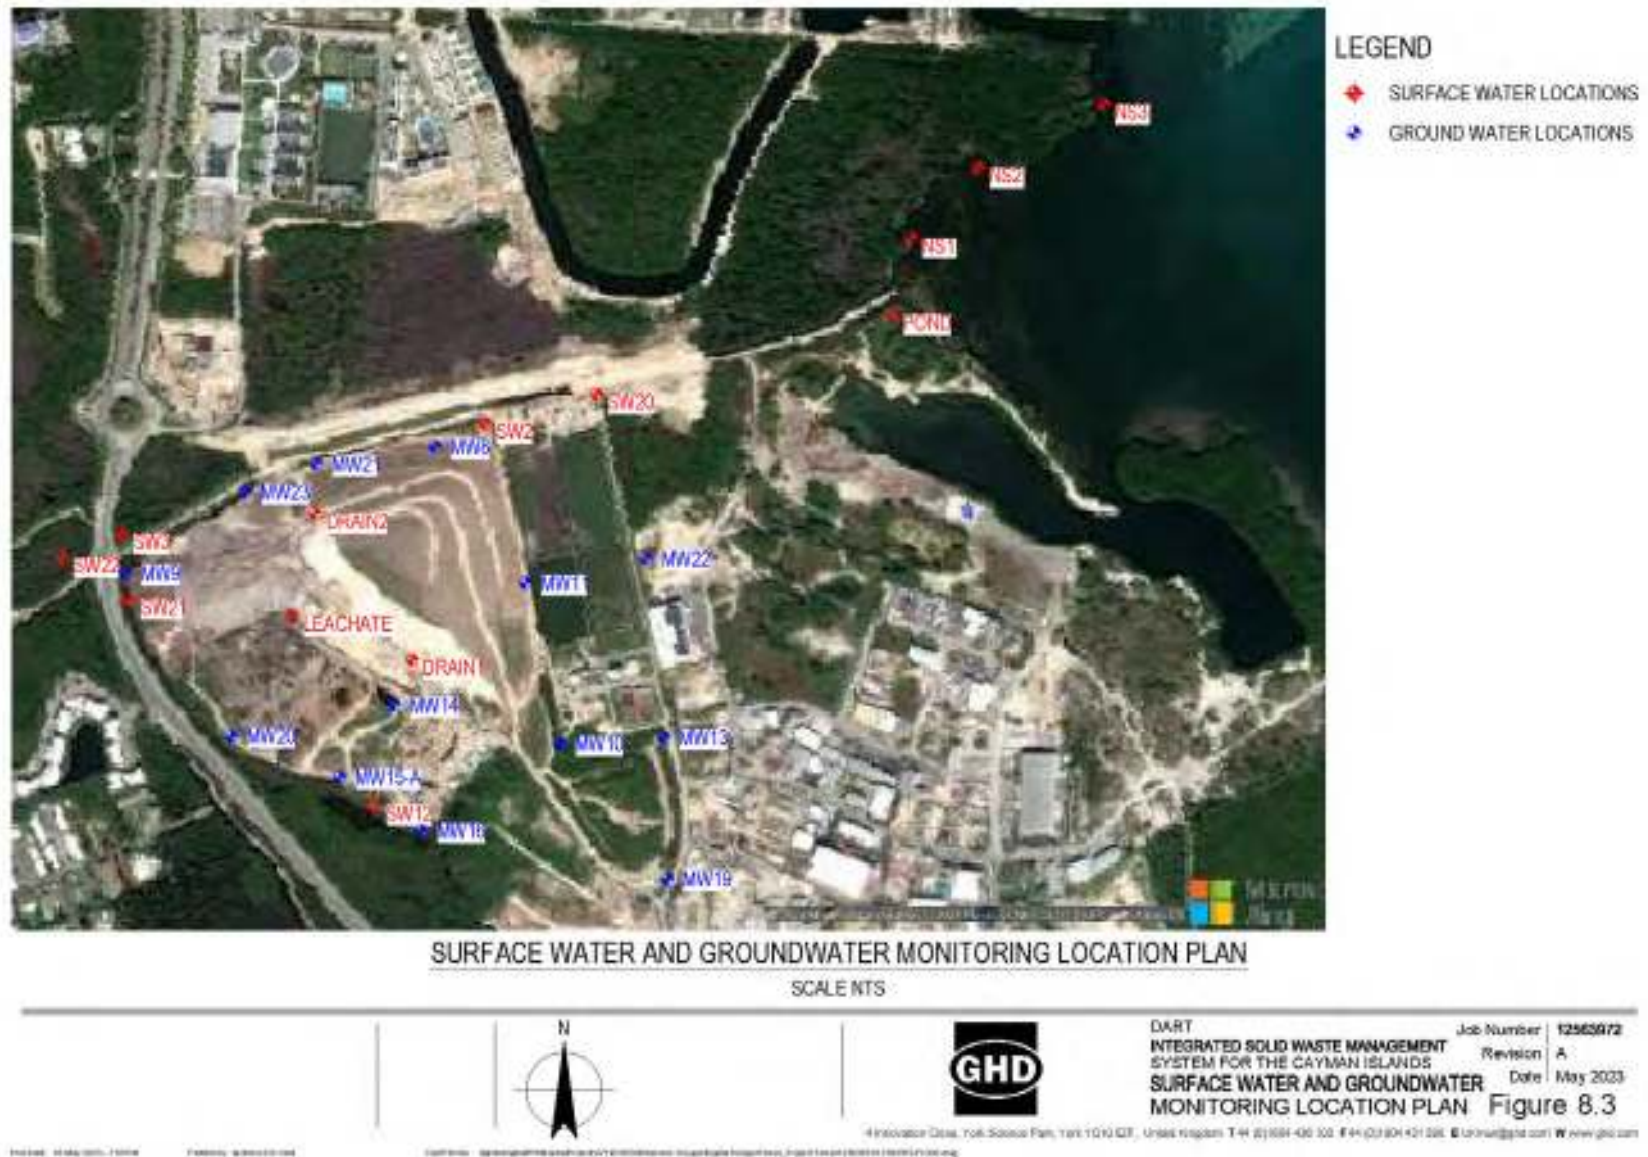 LEGEND
SURFACE WATER LOCATIONS
GROUND WATER LOCATIONS
NS3
NS2
NS1
POND
SW20
SW2
MW6
MW21
MW23
DRAIN2
SW3
SW22
MW9
SW21
MW22
MW11
LEACHATE
DRAIN1
MW14
MW20
MW10
MW13
MW15-A
SW12
MW19
SURFACE WATER AND GROUNDWATER MONITORING LOCATION PLAN
SCALE NTS
N
GHD
DART
INTEGRATED SOLID WASTE MANAGEMENT
SYSTEM FOR THE CAYMAN ISLANDS
SURFACE WATER AND GROUNDWATER
MONITORING LOCATION PLAN
Job Number 12563972
Revision A
Date May 2023
Figure 8.3